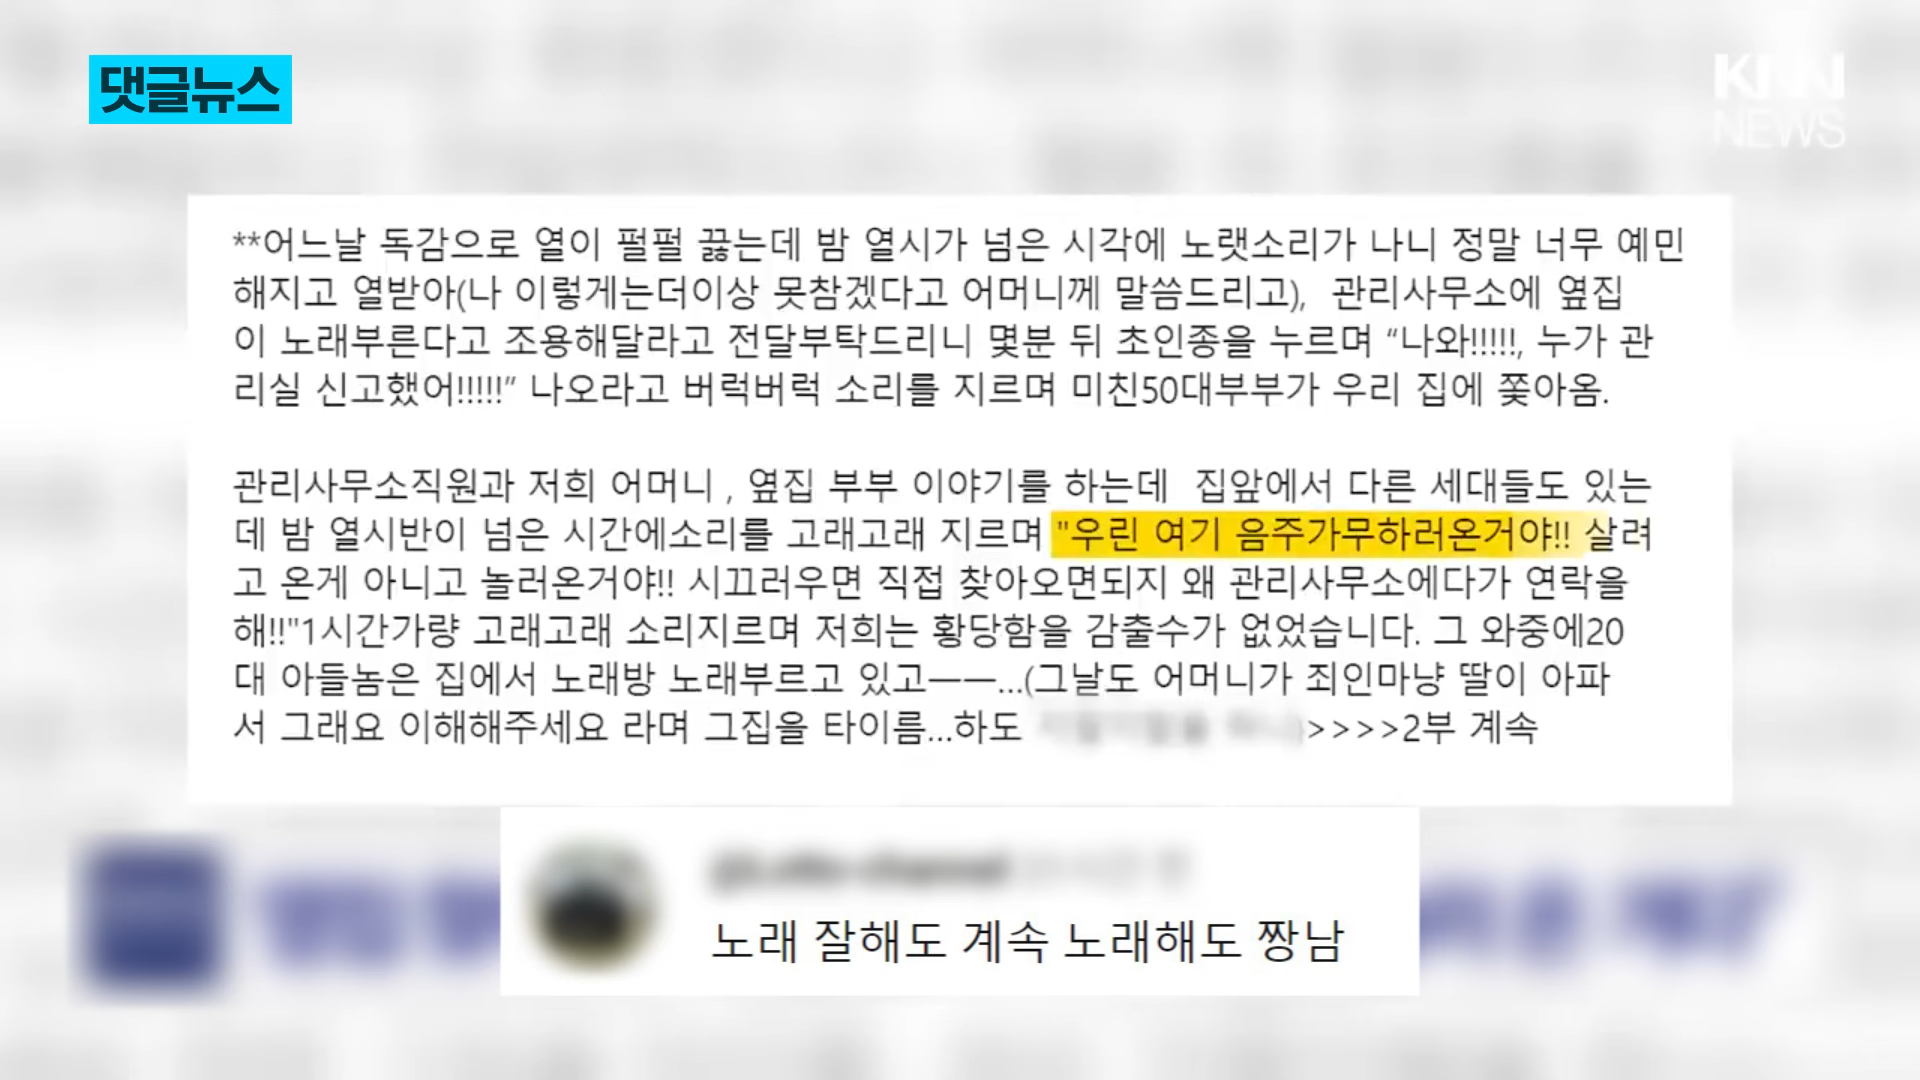 댓글뉴스
KNN
NEWS
**어느날 독감으로 열이 펄펄 끓는데 밤 열시가 넘은 시각에 노랫소리가 나니 정말 너무 예민
해지고 열받아(나 이렇게는더이상 못참겠다고 어머니께 말씀드리고), 관리사무소에 옆집
이 노래부른다고 조용해달라고 전달부탁드리니 몇분 뒤 초인종을 누르며 “나와!!!!!, 누가 관
리실 신고했어!!!!!” 나오라고 버럭버럭 소리를 지르며 미친50대부부가 우리 집에 쫓아옴.
관리사무소직원과 저희 어머니 , 옆집 부부 이야기를 하는데 집앞에서 다른 세대들도 있는
데 밤 열시반이 넘은 시간에소리를 고래고래 지르며 "우린 여기 음주가무하러온거야!! 살려
고 온게 아니고 놀러온거야!! 시끄러우면 직접 찾아오면되지 왜 관리사무소에다가 연락을
해!!"1시간가량 고래고래 소리지르며 저희는 황당함을 감출수가 없었습니다. 그 와중에20
대 아들놈은 집에서 노래방 노래부르고 있고ㅡㅡ...(그날도 어머니가 죄인마냥 딸이 아파
서 그래요 이해해주세요 라며 그집을 타이름...하도 >>>>2부 계속
노래 잘해도 계속 노래해도 짱남